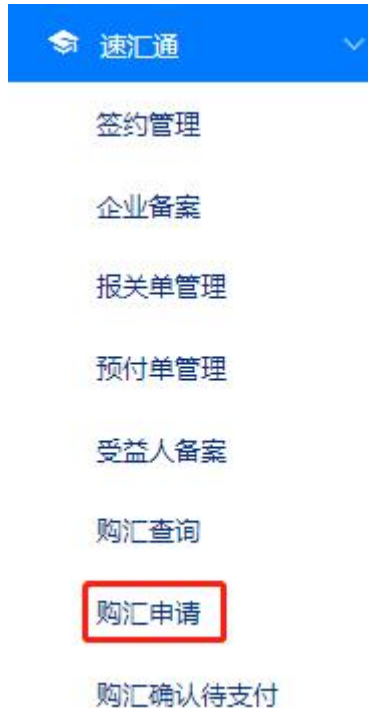 速汇通
签约管理
企业备案
报关单管理
预付单管理
受益人备案
购汇查询
购汇申请
购汇确认待支付